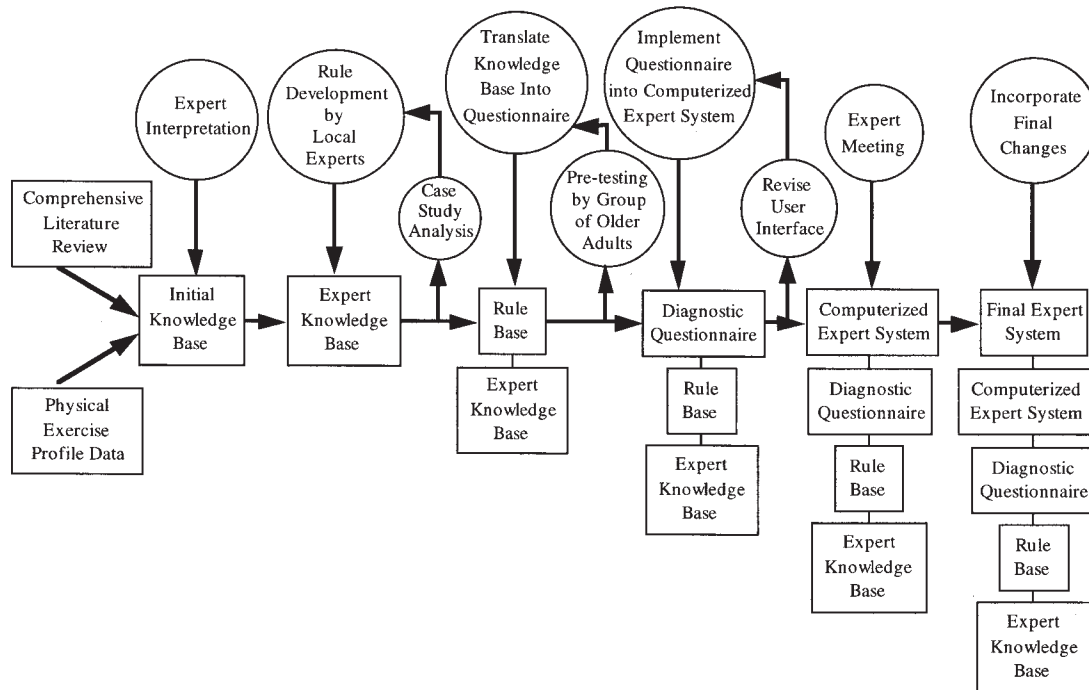 Expert
Interpretation
Rule
Development
by
Local
Experts
Translate
Knowledge
Base Into
Questionnaire
Implement
Questionnaire
into Computerized
Expert System
Expert
Meeting
Incorporate
Final
Changes
Case
Study
Analysis
Pre-testing
by Group
of Older
Adults
Revise
User
Interface
Comprehensive
Literature
Review
Physical
Exercise
Profile Data
Initial
Knowledge
Base
Expert
Knowledge
Base
Rule
Base
Expert
Knowledge
Base
Diagnostic
Questionnaire
Rule
Base
Expert
Knowledge
Base
Computerized
Expert System
Diagnostic
Questionnaire
Rule
Base
Expert
Knowledge
Base
Final Expert
System
Computerized
Expert System
Diagnostic
Questionnaire
Rule
Base
Expert
Knowledge
Base